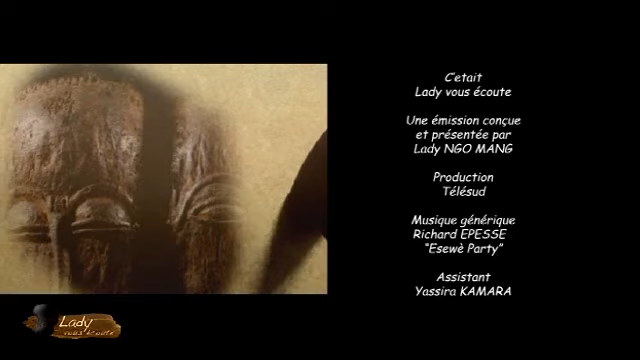 C'etait
Lady vous écoute
Une émission conçue
et présentée par
Lady NGO MANG
Production
Télésud
Musique générique
Richard EPESSE
"Esewè Party"
Assistant
Yassira KAMARA
Lady
vous écoute